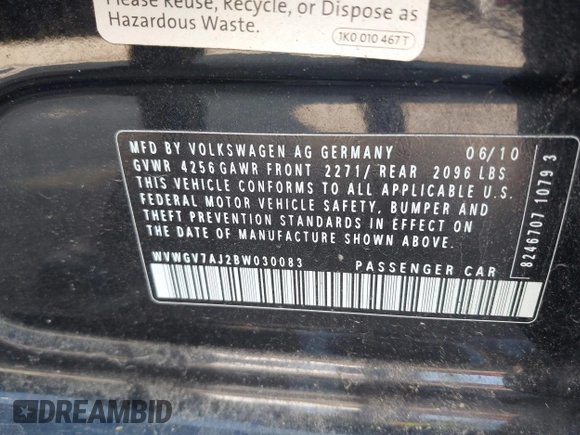 Please Reuse, Recycle, or Dispose as
Hazardous Waste.
1K0 010 467 T
MFD BY VOLKSWAGEN AG GERMANY 06/10
GVWR 4256 GAWR FRONT 2271/ REAR 2096 LBS
THIS VEHICLE CONFORMS TO ALL APPLICABLE U.S.
FEDERAL MOTOR VEHICLE SAFETY, BUMPER AND
THEFT PREVENTION STANDARDS IN EFFECT ON
THE DATE OF MANUFACTURE SHOWN ABOVE.
WVWGV7AJ2BW030083 PASSENGER CAR
8246707 1079 3
DREAMBID